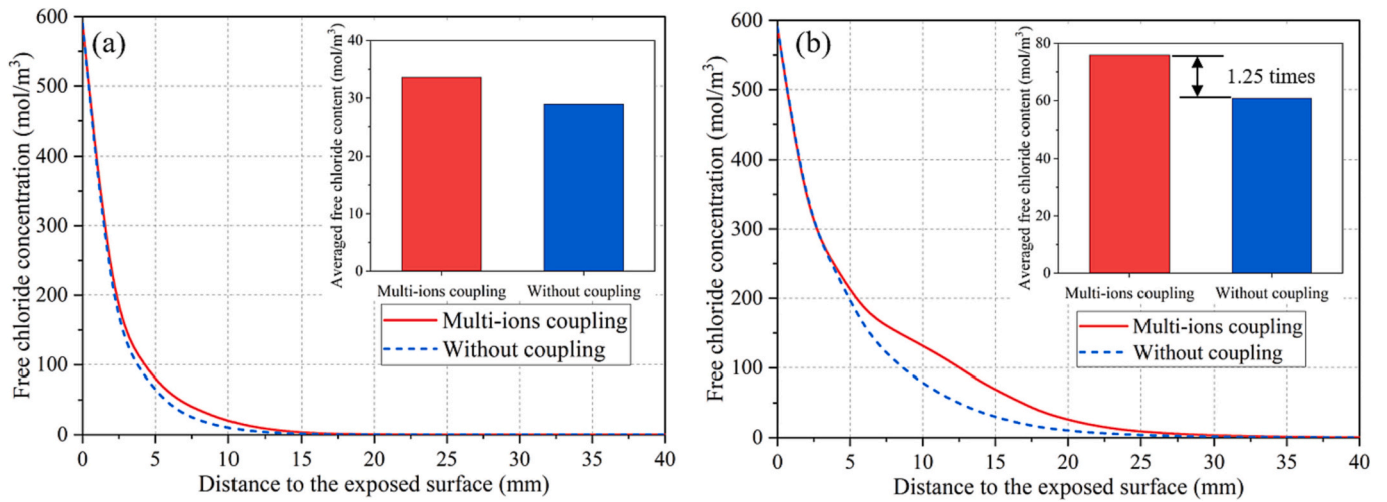 (a)
600
500
400
300
200
100
0
Free chloride concentration (mol/m³)
0 5 10 15 20 25 30 35 40
Distance to the exposed surface (mm)
40
30
20
10
0
Averaged free chloride content (mol/m³)
Multi-ions coupling Without coupling
Multi-ions coupling
Without coupling
(b)
600
500
400
300
200
100
0
Free chloride concentration (mol/m³)
0 5 10 15 20 25 30 35 40
Distance to the exposed surface (mm)
80
60
40
20
0
Averaged free chloride content (mol/m³)
1.25 times
Multi-ions coupling Without coupling
Multi-ions coupling
Without coupling